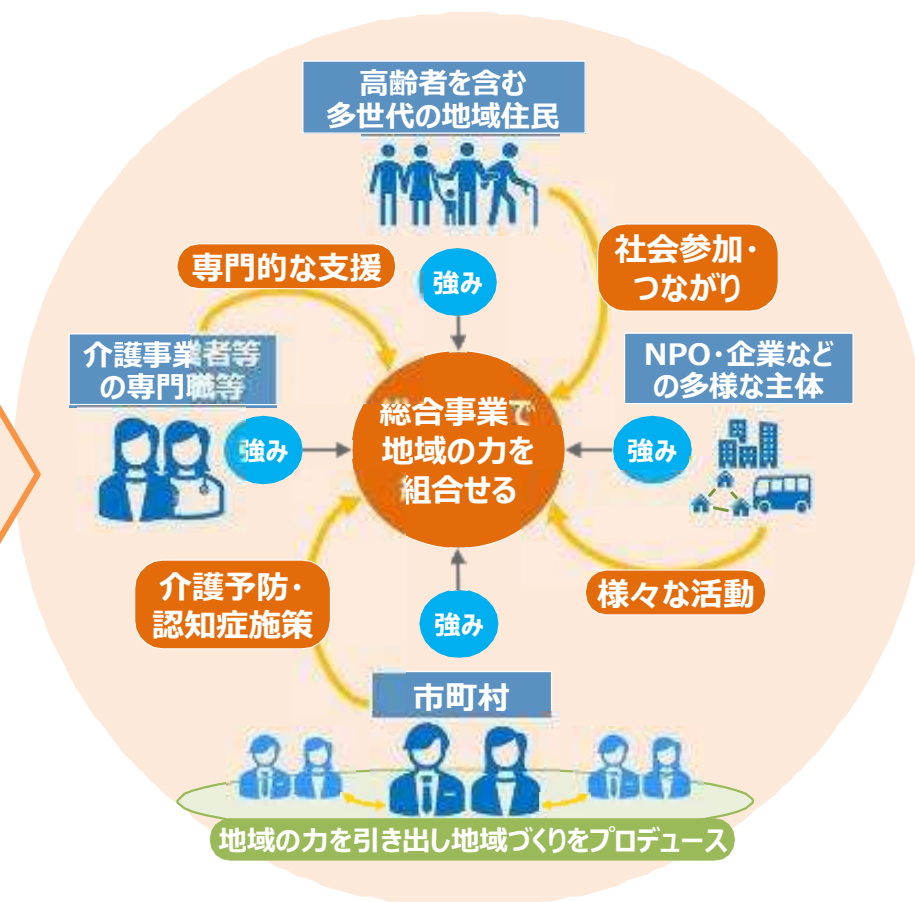 高齢者を含む
多世代の地域住民
専門的な支援
強み
社会参加・
つながり
介護事業者等
の専門職等
強み
総合事業で
地域の力を
組合せる
強み
NPO・企業など
の多様な主体
介護予防・
認知症施策
強み
様々な活動
市町村
地域の力を引き出し地域づくりをプロデュース